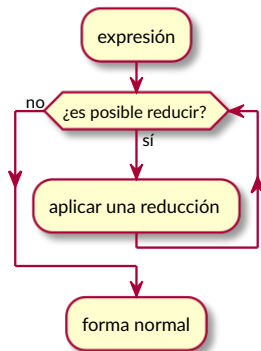 expresión
no
¿es posible reducir?
sí
aplicar una reducción
forma normal